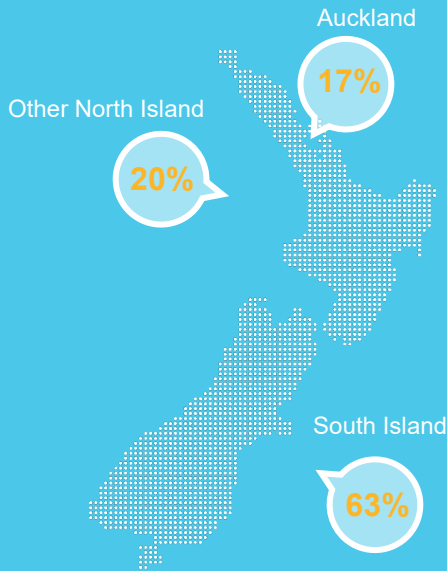 Auckland
17%
Other North Island
20%
South Island
63%